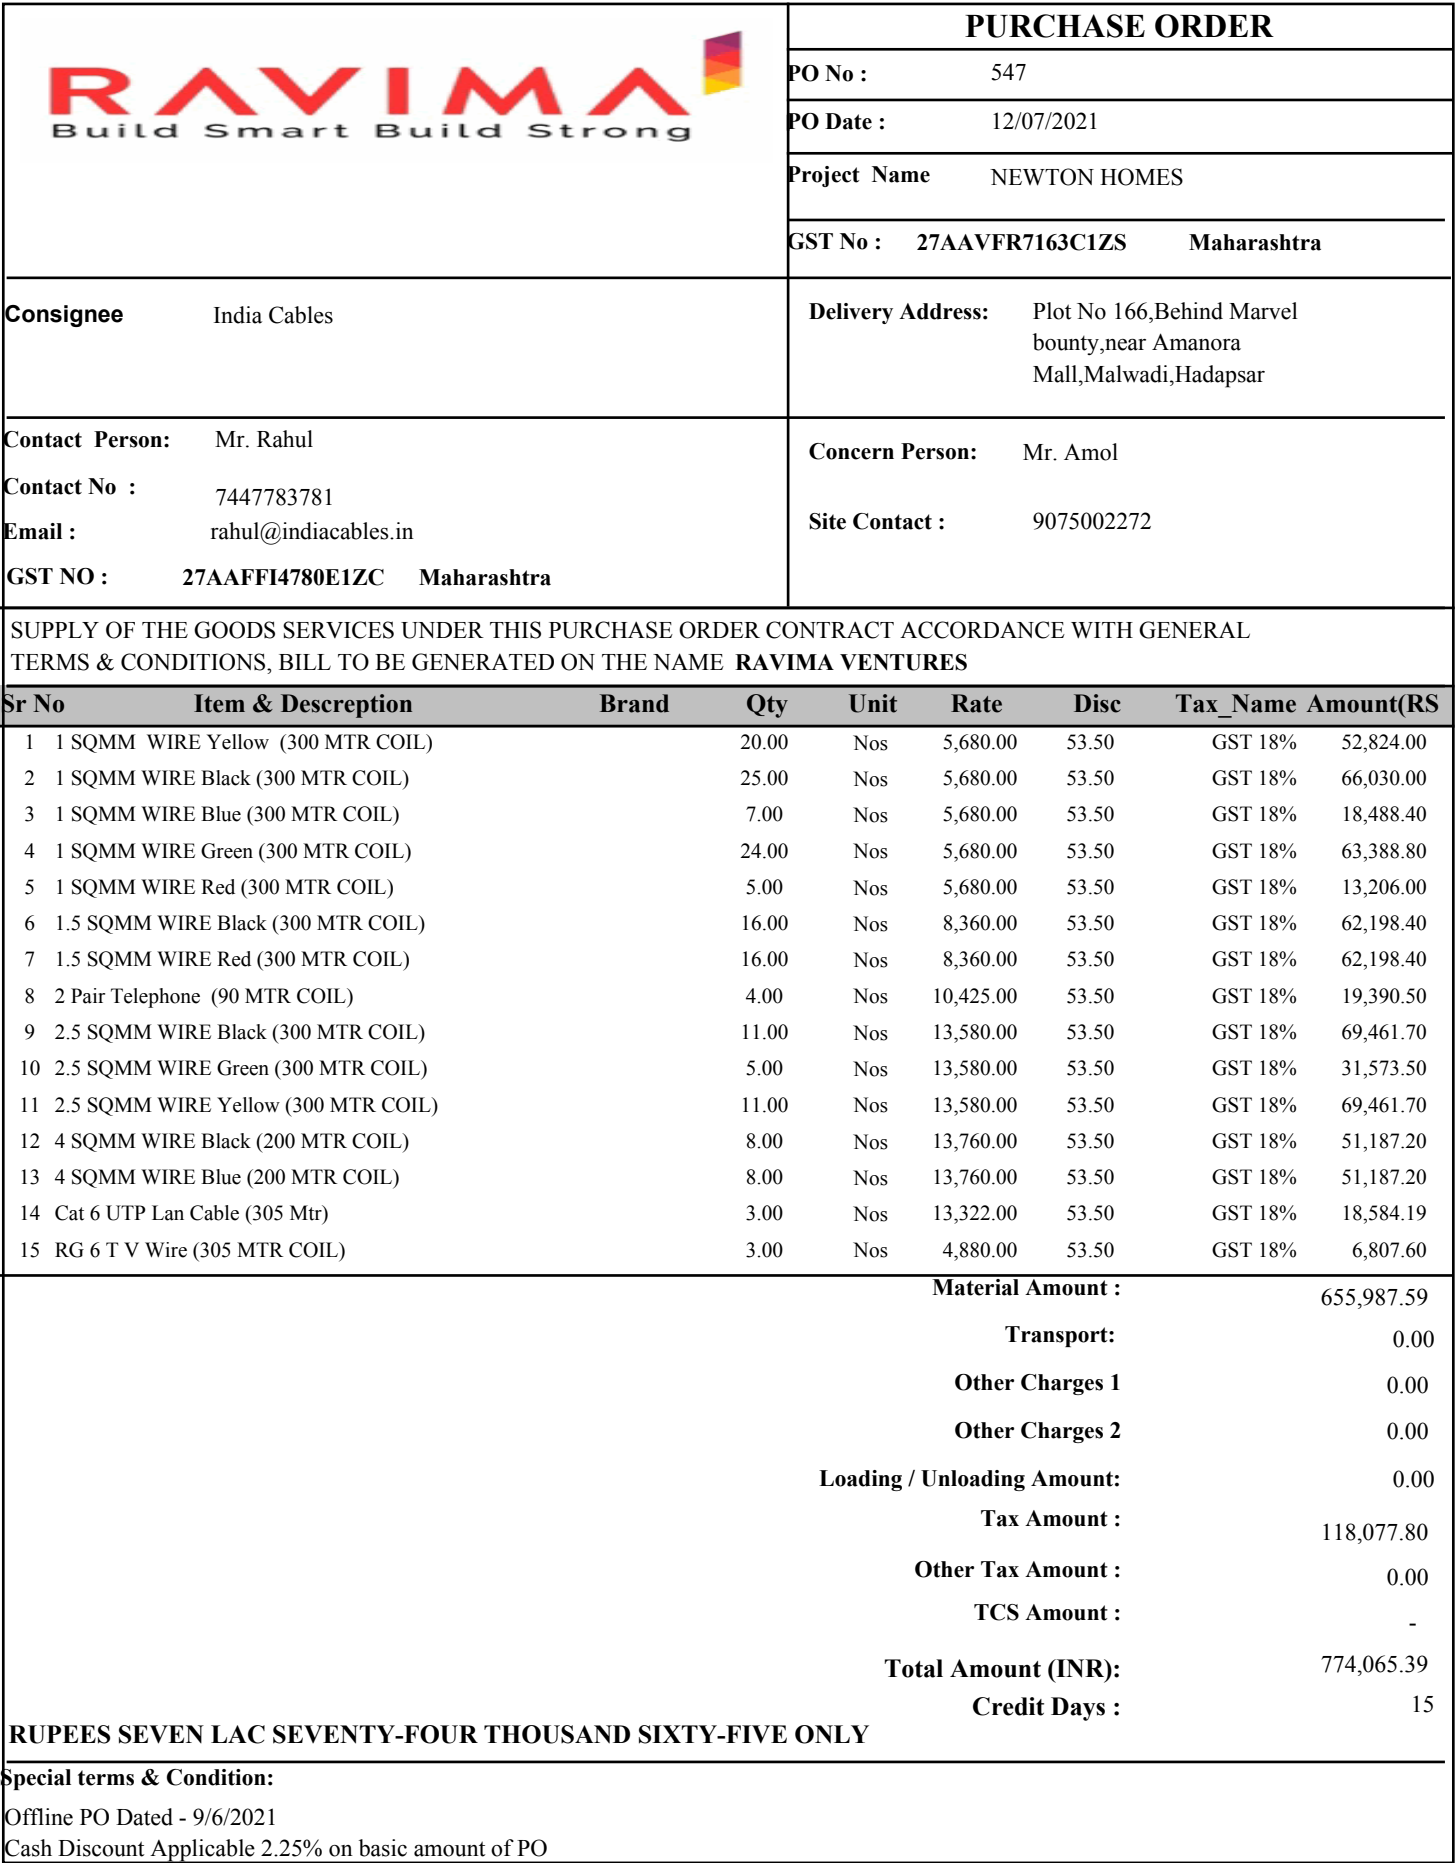 RAVIMA
Build Smart Build Strong
PURCHASE ORDER
PO No : 547
PO Date : 12/07/2021
Project Name NEWTON HOMES
GST No : 27AAVFR7163C1ZS Maharashtra
Consignee India Cables
Delivery Address: Plot No 166,Behind Marvel
bounty,near Amanora
Mall,Malwadi,Hadapsar
Contact Person: Mr. Rahul
Contact No : 7447783781
Email : rahul@indiacables.in
GST NO : 27AAFFI4780E1ZC Maharashtra
Concern Person: Mr. Amol
Site Contact : 9075002272
SUPPLY OF THE GOODS SERVICES UNDER THIS PURCHASE ORDER CONTRACT ACCORDANCE WITH GENERAL
TERMS & CONDITIONS, BILL TO BE GENERATED ON THE NAME RAVIMA VENTURES
Sr No Item & Descreption Brand Qty Unit Rate Disc Tax_Name Amount(RS
1 1 SQMM WIRE Yellow (300 MTR COIL) 20.00 Nos 5,680.00 53.50 GST 18% 52,824.00
2 1 SQMM WIRE Black (300 MTR COIL) 25.00 Nos 5,680.00 53.50 GST 18% 66,030.00
3 1 SQMM WIRE Blue (300 MTR COIL) 7.00 Nos 5,680.00 53.50 GST 18% 18,488.40
4 1 SQMM WIRE Green (300 MTR COIL) 24.00 Nos 5,680.00 53.50 GST 18% 63,388.80
5 1 SQMM WIRE Red (300 MTR COIL) 5.00 Nos 5,680.00 53.50 GST 18% 13,206.00
6 1.5 SQMM WIRE Black (300 MTR COIL) 16.00 Nos 8,360.00 53.50 GST 18% 62,198.40
7 1.5 SQMM WIRE Red (300 MTR COIL) 16.00 Nos 8,360.00 53.50 GST 18% 62,198.40
8 2 Pair Telephone (90 MTR COIL) 4.00 Nos 10,425.00 53.50 GST 18% 19,390.50
9 2.5 SQMM WIRE Black (300 MTR COIL) 11.00 Nos 13,580.00 53.50 GST 18% 69,461.70
10 2.5 SQMM WIRE Green (300 MTR COIL) 5.00 Nos 13,580.00 53.50 GST 18% 31,573.50
11 2.5 SQMM WIRE Yellow (300 MTR COIL) 11.00 Nos 13,580.00 53.50 GST 18% 69,461.70
12 4 SQMM WIRE Black (200 MTR COIL) 8.00 Nos 13,760.00 53.50 GST 18% 51,187.20
13 4 SQMM WIRE Blue (200 MTR COIL) 8.00 Nos 13,760.00 53.50 GST 18% 51,187.20
14 Cat 6 UTP Lan Cable (305 Mtr) 3.00 Nos 13,322.00 53.50 GST 18% 18,584.19
15 RG 6 T V Wire (305 MTR COIL) 3.00 Nos 4,880.00 53.50 GST 18% 6,807.60
Material Amount : 655,987.59
Transport: 0.00
Other Charges 1 0.00
Other Charges 2 0.00
Loading / Unloading Amount: 0.00
Tax Amount : 118,077.80
Other Tax Amount : 0.00
TCS Amount : -
Total Amount (INR): 774,065.39
Credit Days : 15
RUPEES SEVEN LAC SEVENTY-FOUR THOUSAND SIXTY-FIVE ONLY
Special terms & Condition:
Offline PO Dated - 9/6/2021
Cash Discount Applicable 2.25% on basic amount of PO